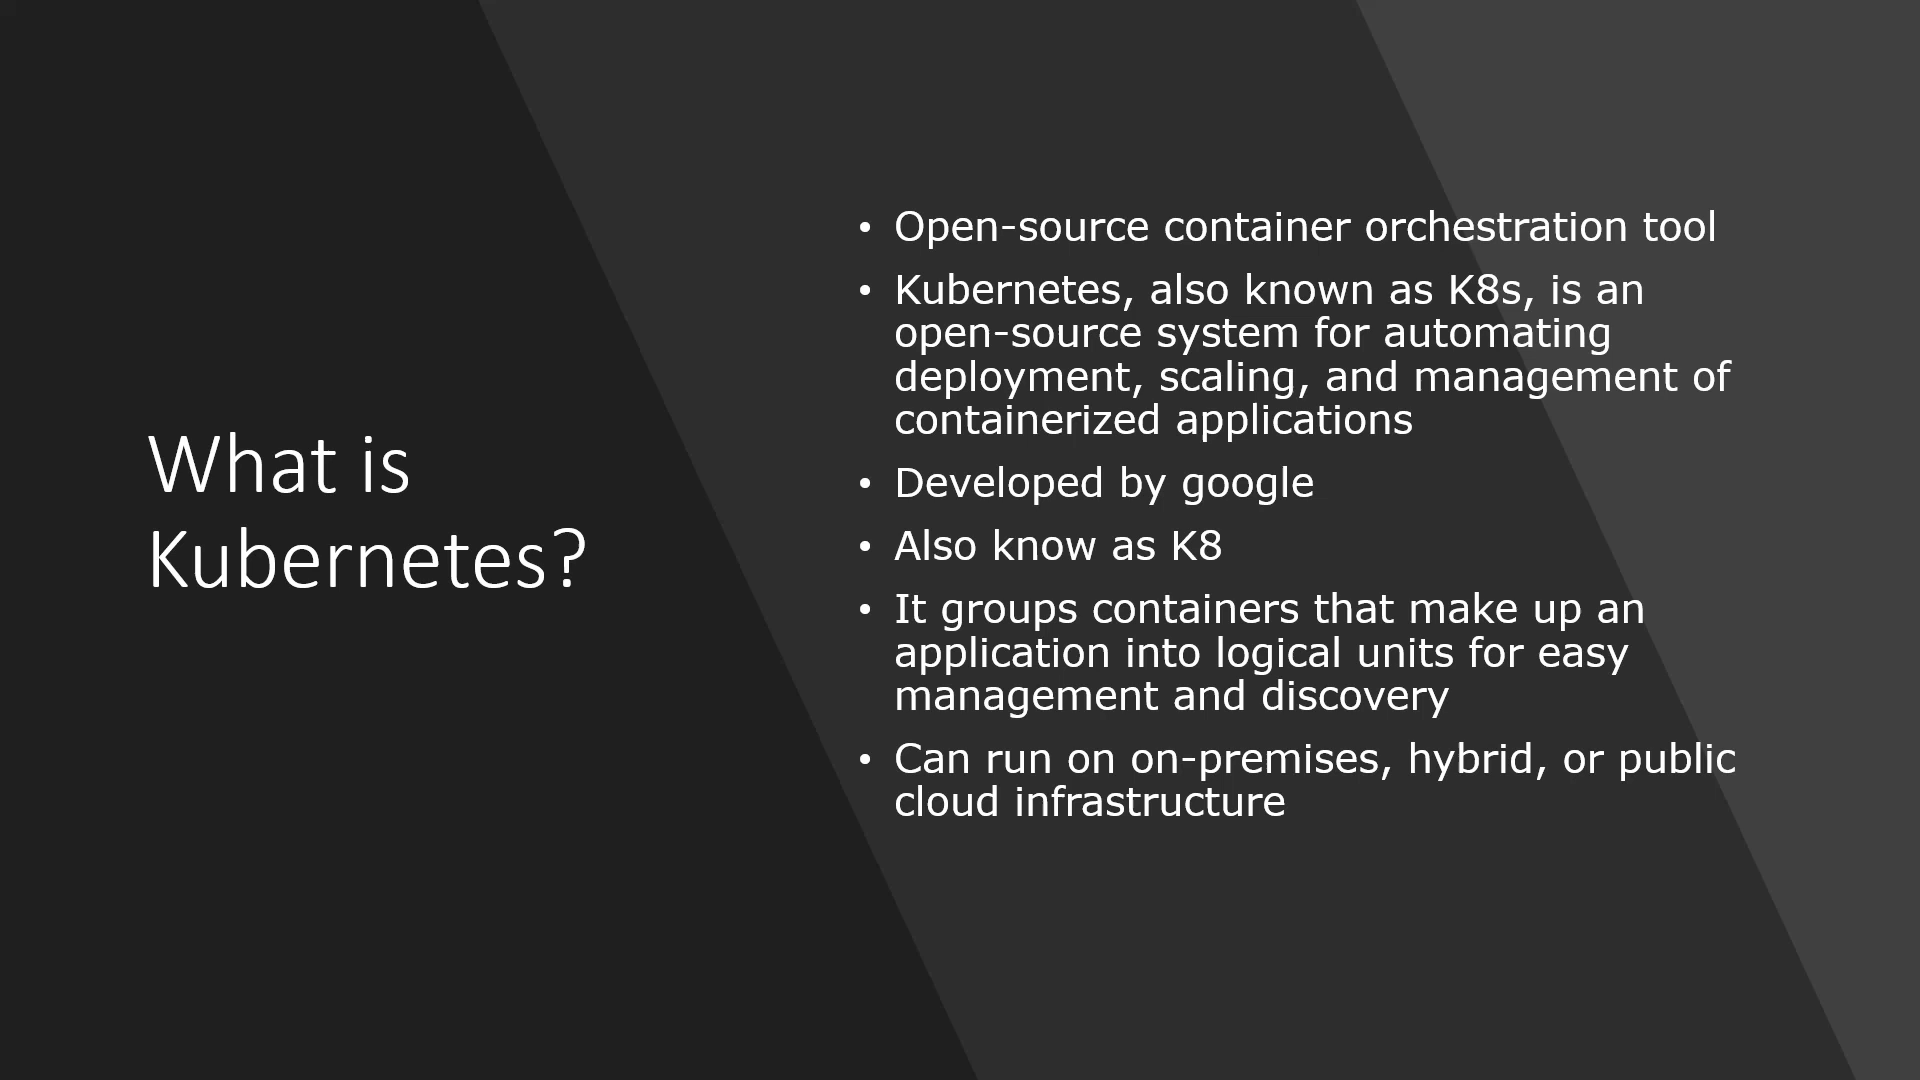 What is
Kubernetes?
• Open-source container orchestration tool
• Kubernetes, also known as K8s, is an
open-source system for automating
deployment, scaling, and management of
containerized applications
• Developed by google
• Also know as K8
• It groups containers that make up an
application into logical units for easy
management and discovery
• Can run on on-premises, hybrid, or public
cloud infrastructure